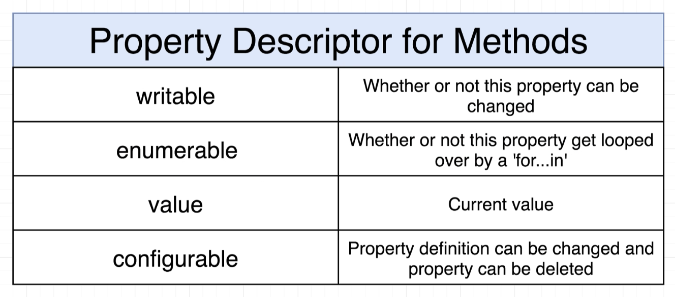 Property Descriptor for Methods
writable
Whether or not this property can be
changed
enumerable
Whether or not this property get looped
over by a 'for...in'
value
Current value
configurable
Property definition can be changed and
property can be deleted